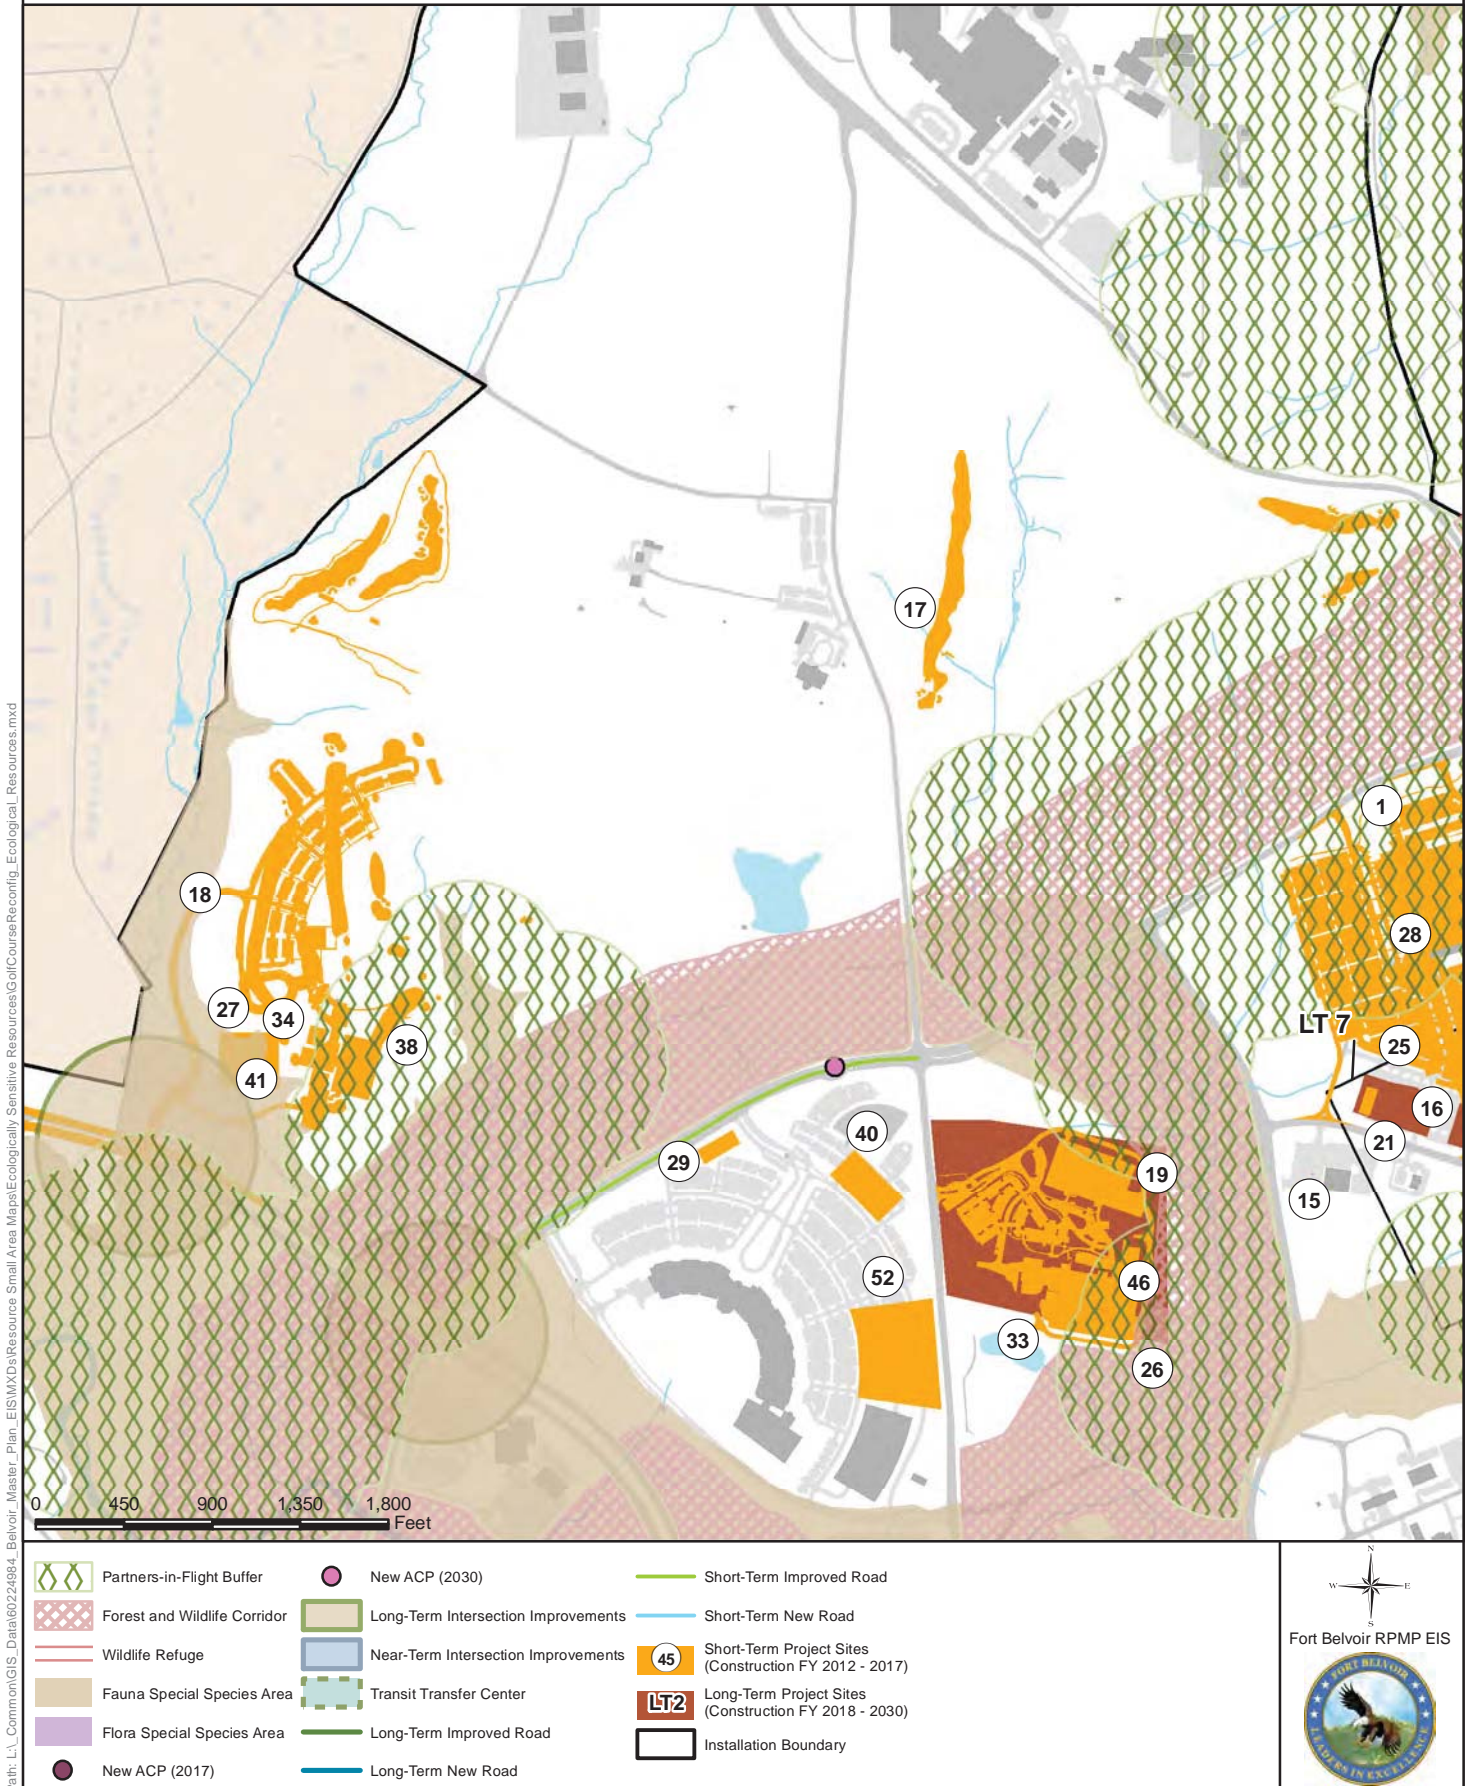 17
1
18
28
27
34
LT 7
38
25
41
16
40
21
29
19
15
52
46
33
26
0 450 900 1,350 1,800
Feet
Path: L:\_Common\GIS_Data\60224984_Belvoir_Master_Plan_EIS\MXDs\Resource Small Area Maps\Ecologically Sensitive Resources\GolfCourseReconfig_Ecological_Resources.mxd
Partners-in-Flight Buffer
Forest and Wildlife Corridor
Wildlife Refuge
Fauna Special Species Area
Flora Special Species Area
New ACP (2017)
New ACP (2030)
Long-Term Intersection Improvements
Near-Term Intersection Improvements
Transit Transfer Center
Long-Term Improved Road
Long-Term New Road
Short-Term Improved Road
Short-Term New Road
45
Short-Term Project Sites
(Construction FY 2012 - 2017)
LT2
Long-Term Project Sites
(Construction FY 2018 - 2030)
Installation Boundary
N
W E
S
Fort Belvoir RPMP EIS
FORT BELVOIR
LEADERS IN EXCELLENCE